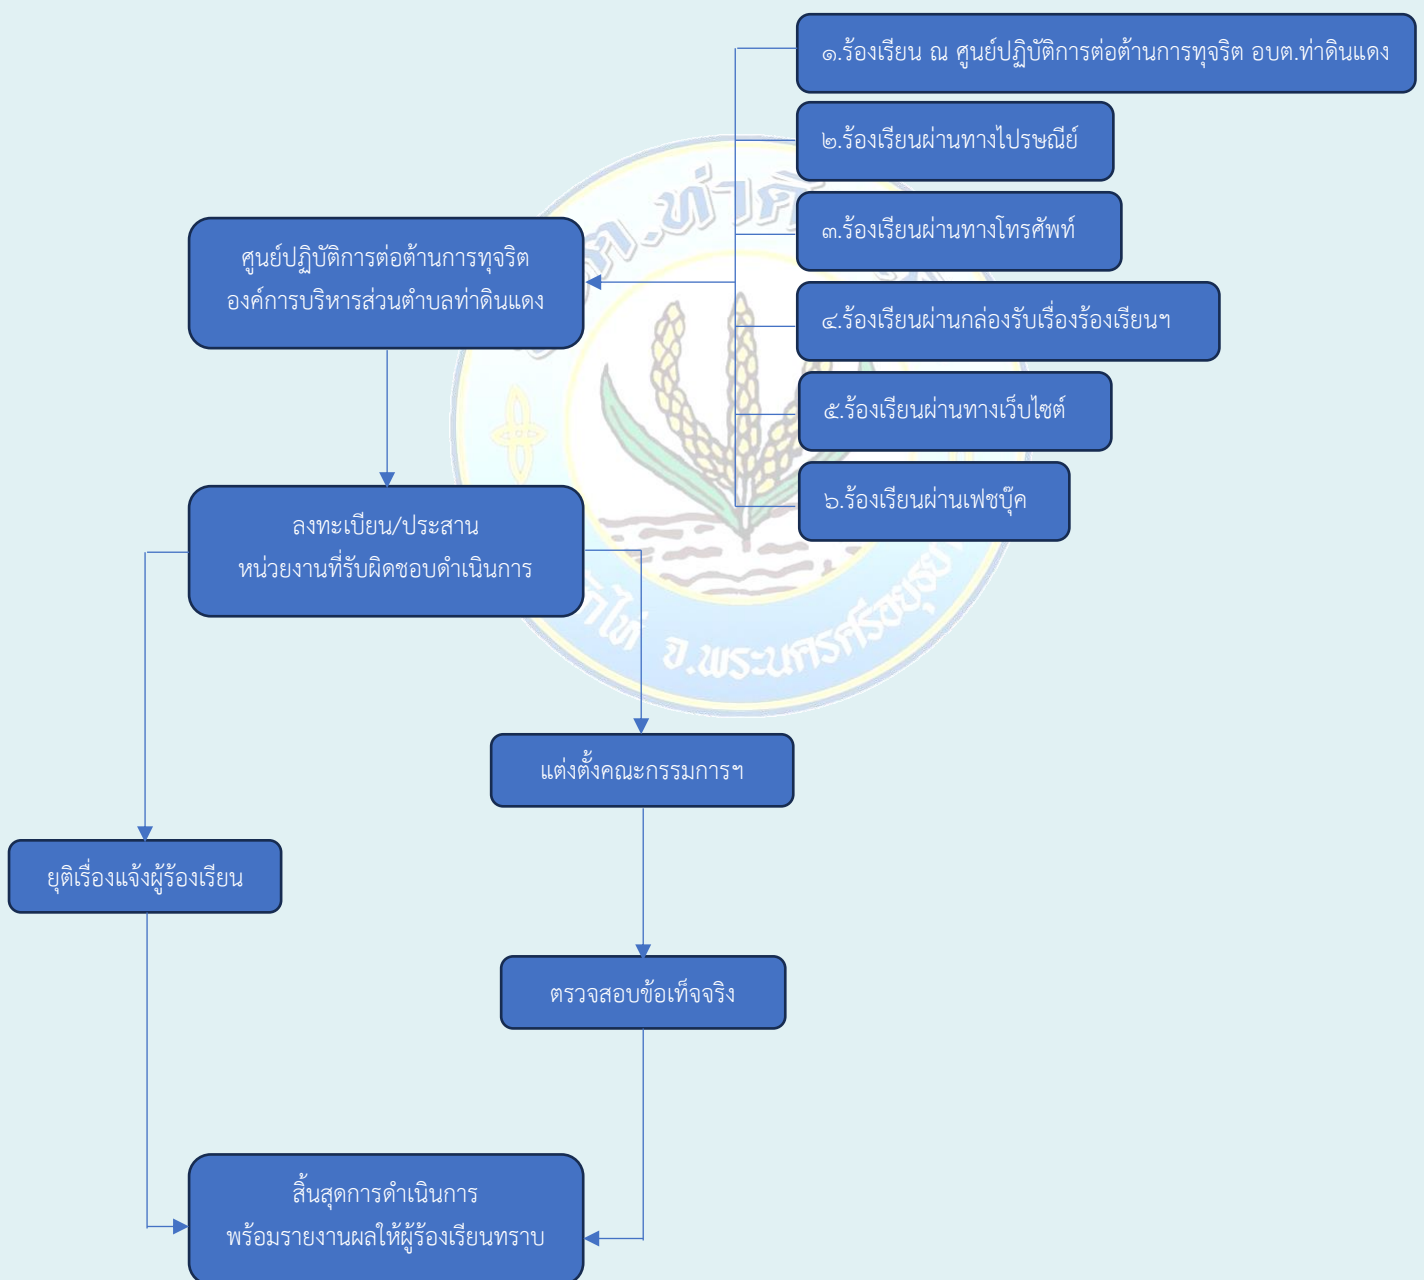 ๑.ร้องเรียน ณ ศูนย์ปฏิบัติการต่อต้านการทุจริต อบต.ท่าดินแดง
๒.ร้องเรียนผ่านทางไปรษณีย์
๓.ร้องเรียนผ่านทางโทรศัพท์
๔.ร้องเรียนผ่านกล่องรับเรื่องร้องเรียนฯ
๕.ร้องเรียนผ่านทางเว็บไซต์
๖.ร้องเรียนผ่านเฟชบุ๊ค
ศูนย์ปฏิบัติการต่อต้านการทุจริต
องค์การบริหารส่วนตำบลท่าดินแดง
ลงทะเบียน/ประสาน
หน่วยงานที่รับผิดชอบดำเนินการ
แต่งตั้งคณะกรรมการฯ
ยุติเรื่องแจ้งผู้ร้องเรียน
ตรวจสอบข้อเท็จจริง
สิ้นสุดการดำเนินการ
พร้อมรายงานผลให้ผู้ร้องเรียนทราบ
จ.พระนครศรีอยุธยา